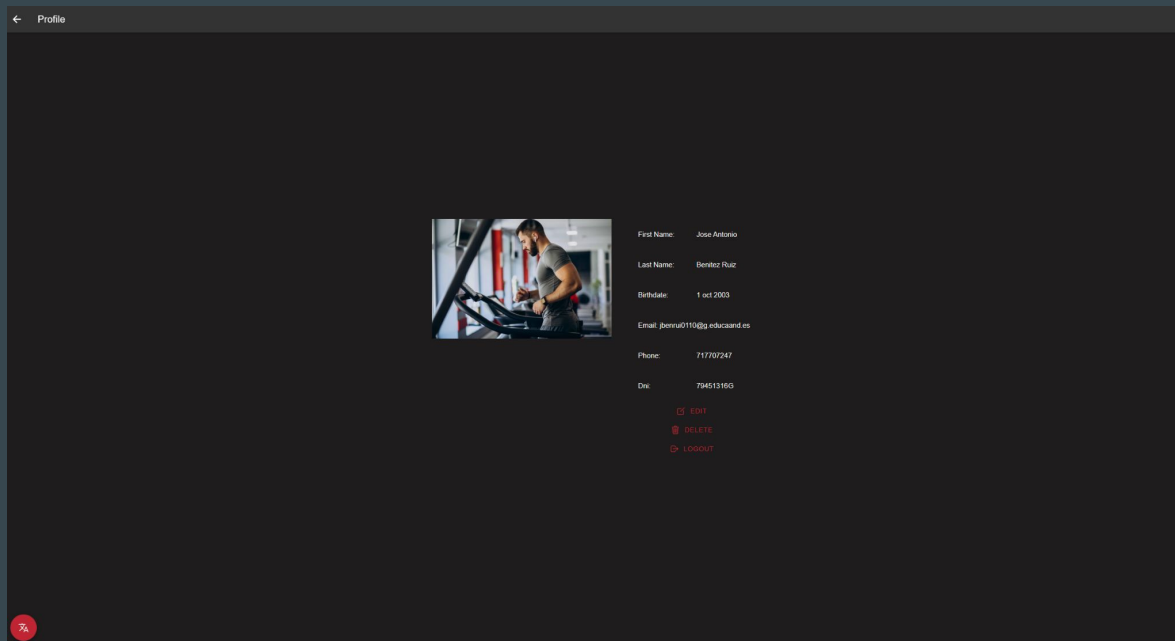 Profile
First Name: Jose Antonio
Last Name: Benitez Ruiz
Birthdate: 1 oct 2003
Email: jbenrui0110@g.educaand.es
Phone: 717707247
Dni: 79451316G
EDIT
DELETE
LOGOUT